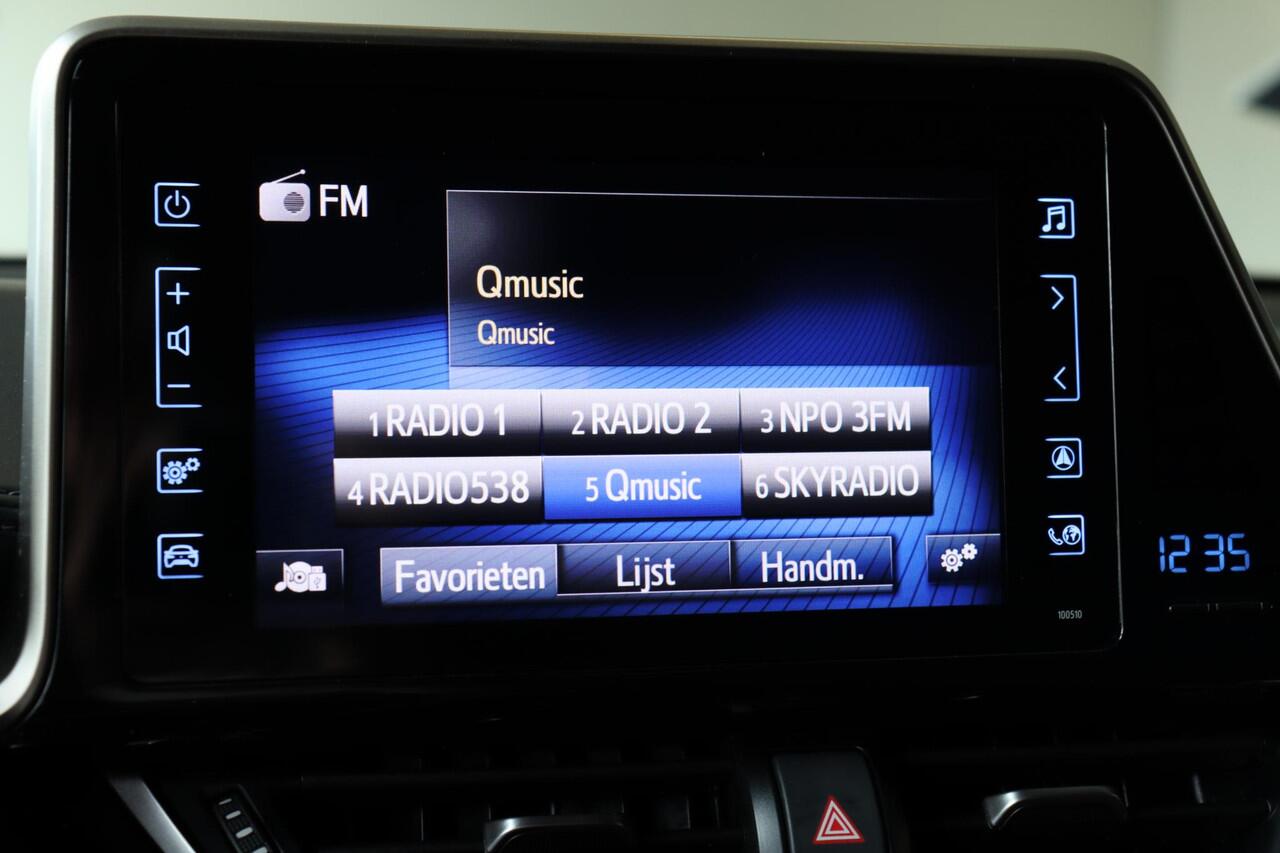 FM
Qmusic
Qmusic
1 RADIO 1 2 RADIO 2 3 NPO 3FM
4 RADIO538 5 Qmusic 6 SKYRADIO
Favorieten Lijst Handm.
12 35
100510